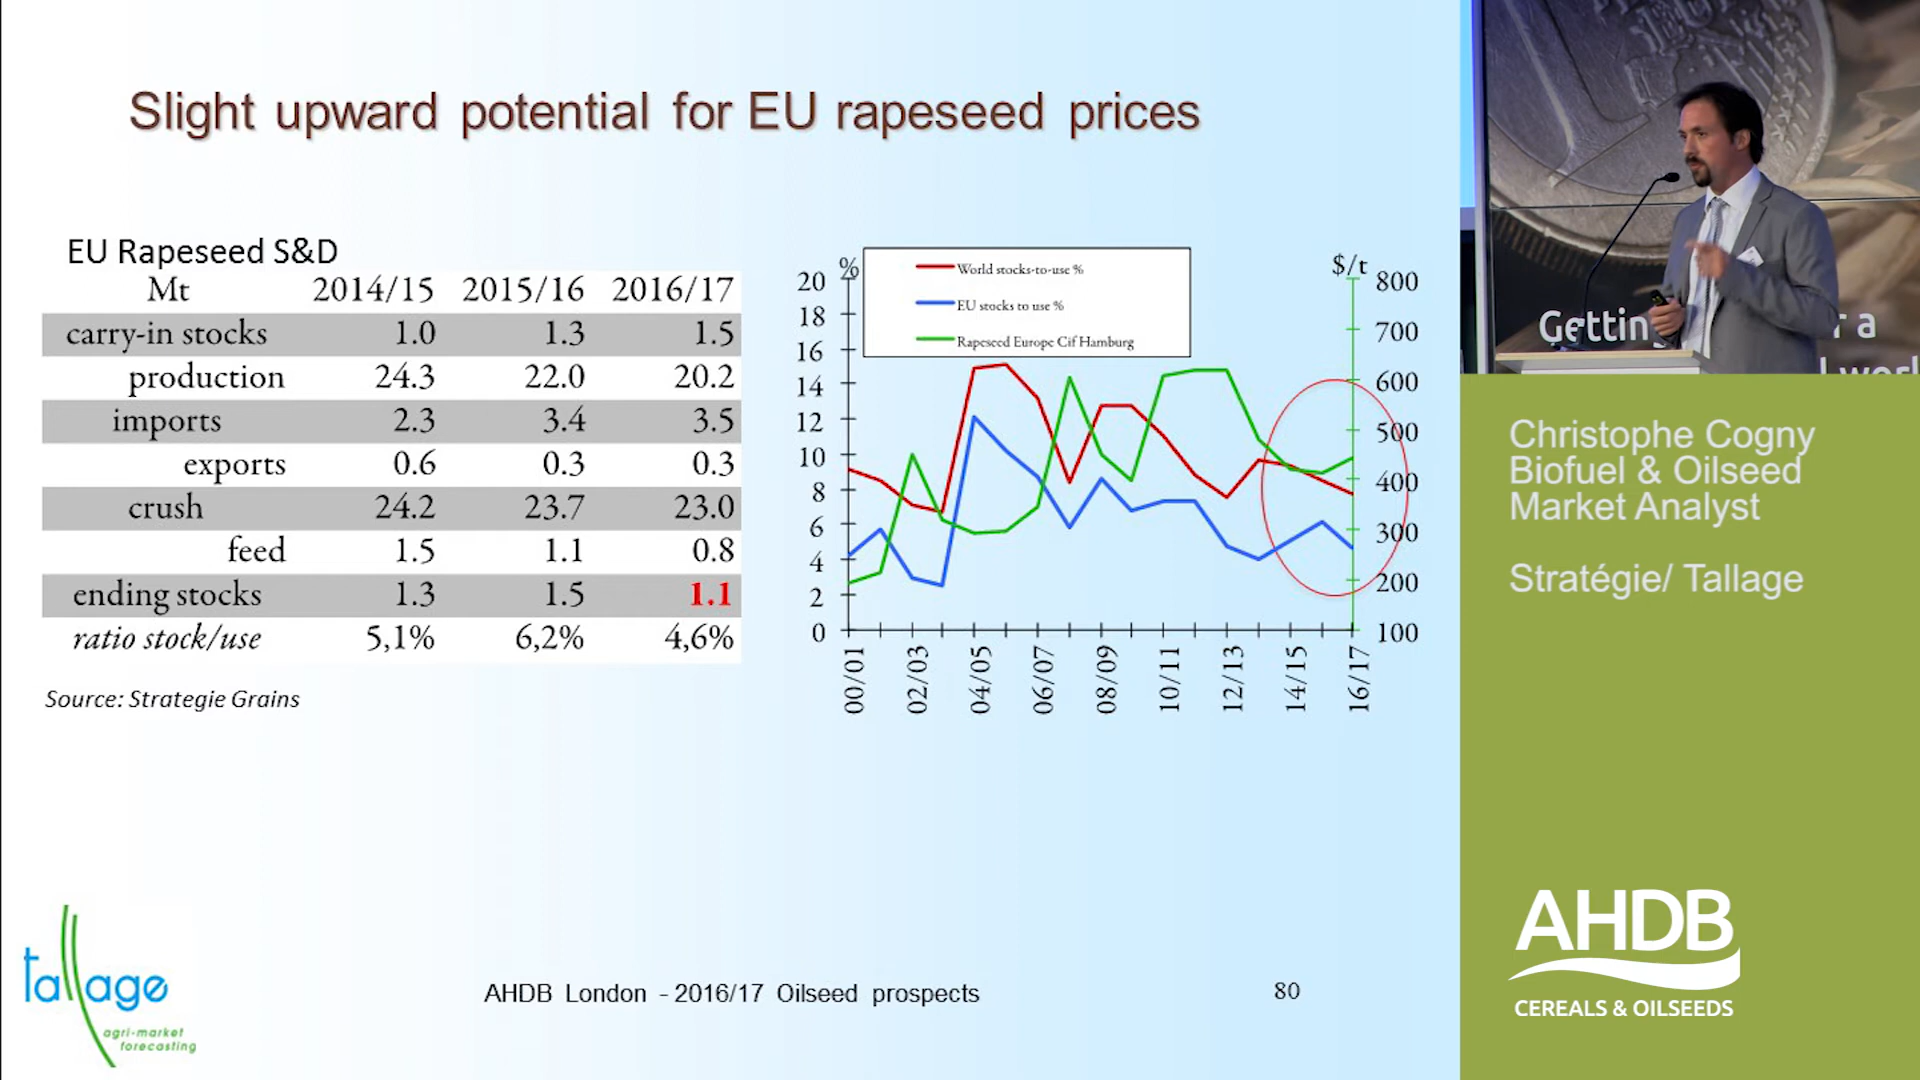 Slight upward potential for EU rapeseed prices
EU Rapeseed S&D
Mt 2014/15 2015/16 2016/17
carry-in stocks 1.0 1.3 1.5
production 24.3 22.0 20.2
imports 2.3 3.4 3.5
exports 0.6 0.3 0.3
crush 24.2 23.7 23.0
feed 1.5 1.1 0.8
ending stocks 1.3 1.5 1.1
ratio stock/use 5,1% 6,2% 4,6%
Source: Strategie Grains
%
20
18
16
14
12
10
8
6
4
2
0
World stocks-to-use %
EU stocks to use %
Rapeseed Europe Cif Hamburg
$/t
800
700
600
500
400
300
200
100
00/01 02/03 04/05 06/07 08/09 10/11 12/13 14/15 16/17
tallage
agri-market
forecasting
AHDB London - 2016/17 Oilseed prospects
80
Gettin r a
Christophe Cogny
Biofuel & Oilseed
Market Analyst
Stratégie/ Tallage
AHDB
CEREALS & OILSEEDS